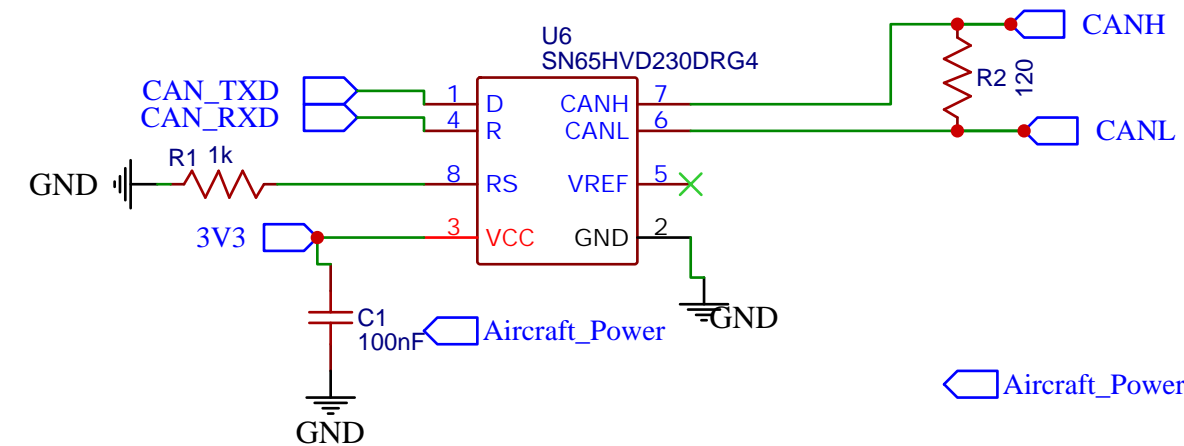 U6
SN65HVD230DRG4
CANH
CAN_TXD
CAN_RXD
1 D
4 R
CANH 7
CANL 6
R2 120
CANL
R1 1k
GND
8 RS
VREF 5
3V3
3 VCC
GND 2
GND
C1
100nF
Aircraft_Power
Aircraft_Power
GND